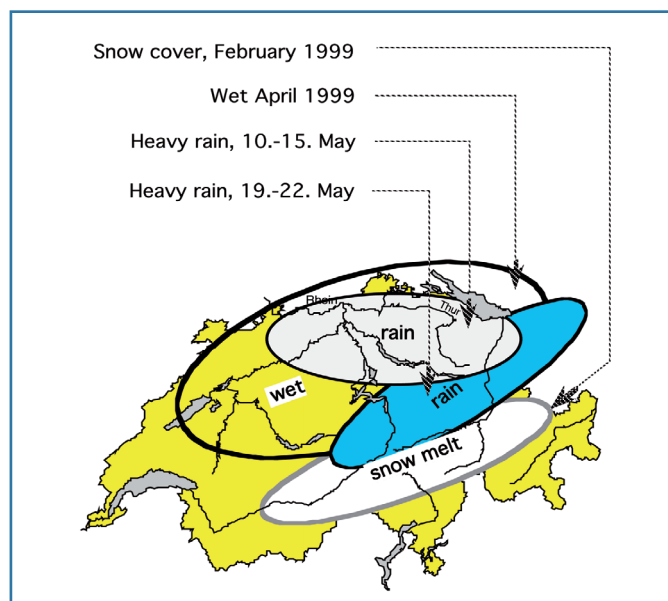 Snow cover, February 1999
Wet April 1999
Heavy rain, 10.-15. May
Heavy rain, 19.-22. May
Rhein
Thur
rain
wet
rain
snow melt